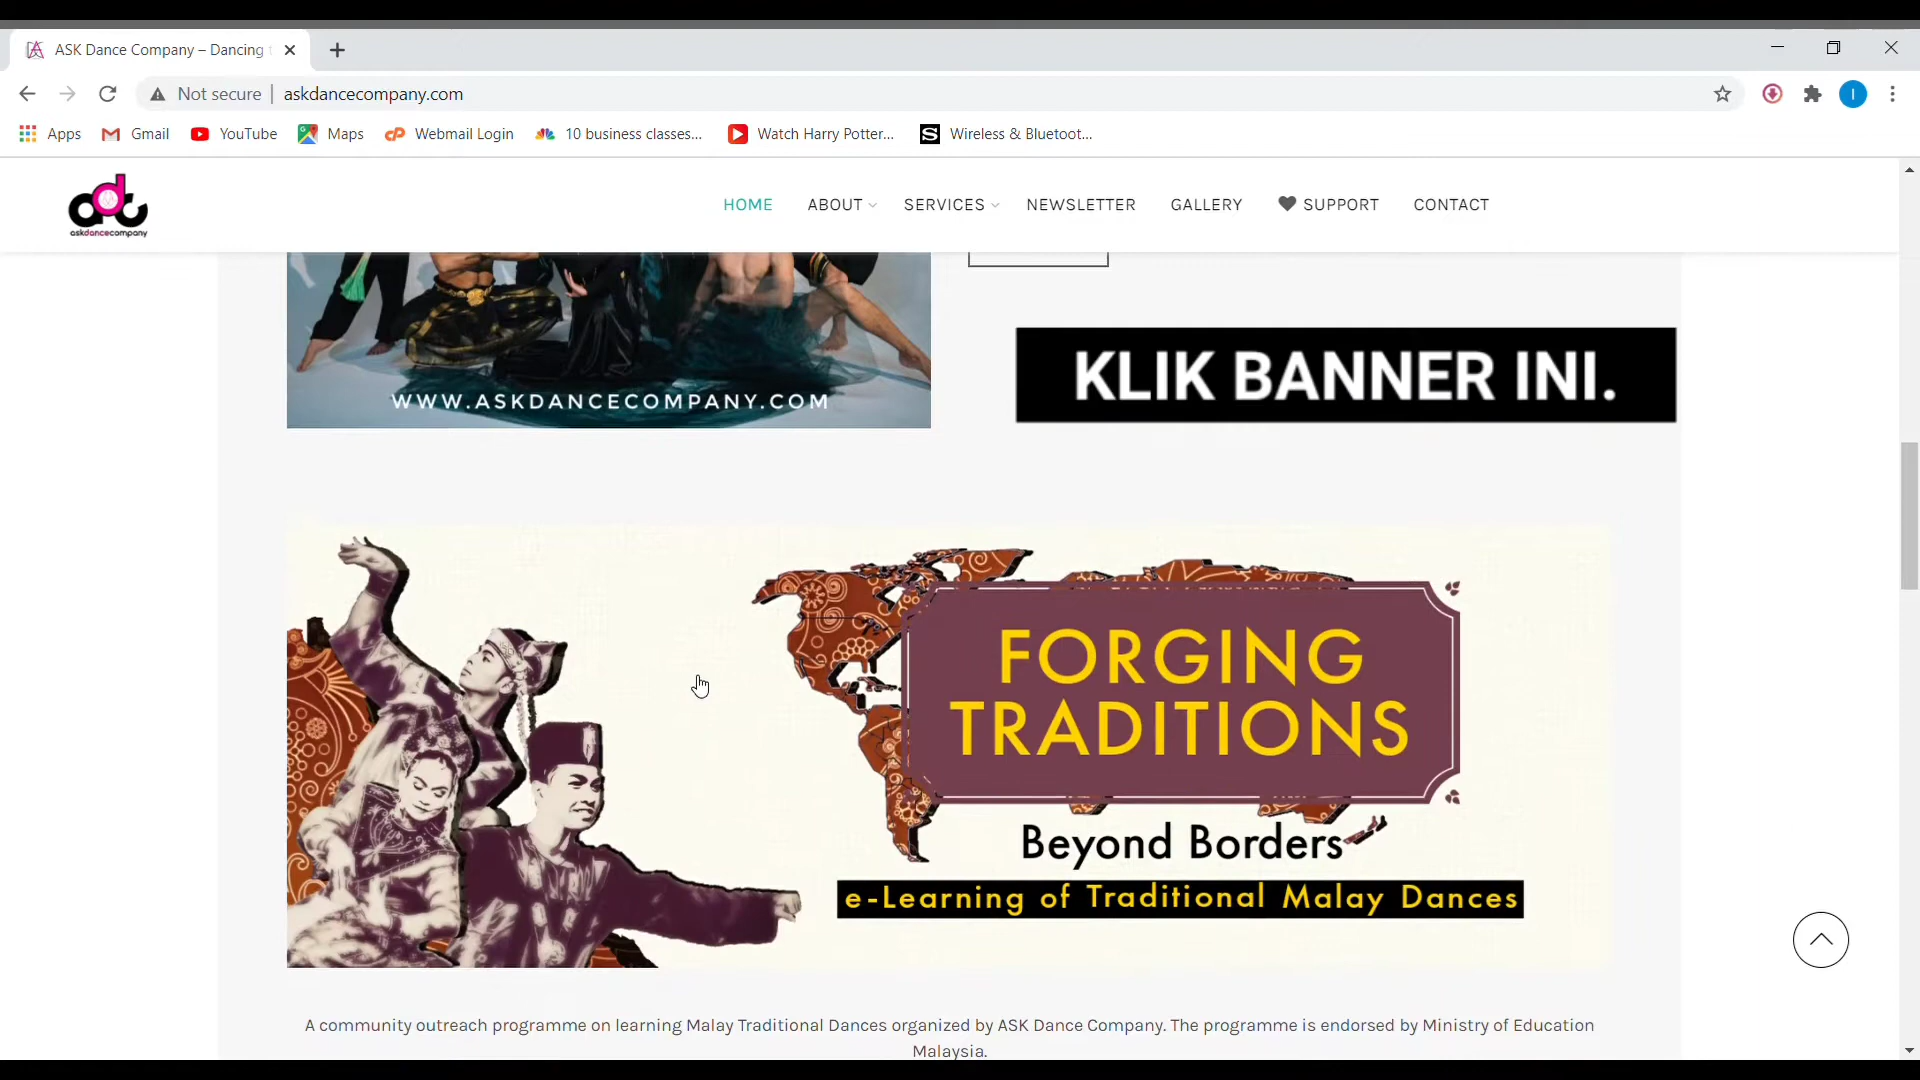 ASK Dance Company – Dancing
Not secure
askdancecompany.com
Apps
Gmail
YouTube
Maps
Webmail Login
10 business classes...
Watch Harry Potter...
Wireless & Bluetoot...
adc
askdancecompany
HOME
ABOUT
SERVICES
NEWSLETTER
GALLERY
SUPPORT
CONTACT
WWW.ASKDANCECOMPANY.COM
KLIK BANNER INI.
FORGING
TRADITIONS
Beyond Borders
e-Learning of Traditional Malay Dances
A community outreach programme on learning Malay Traditional Dances organized by ASK Dance Company. The programme is endorsed by Ministry of Education
Malaysia.